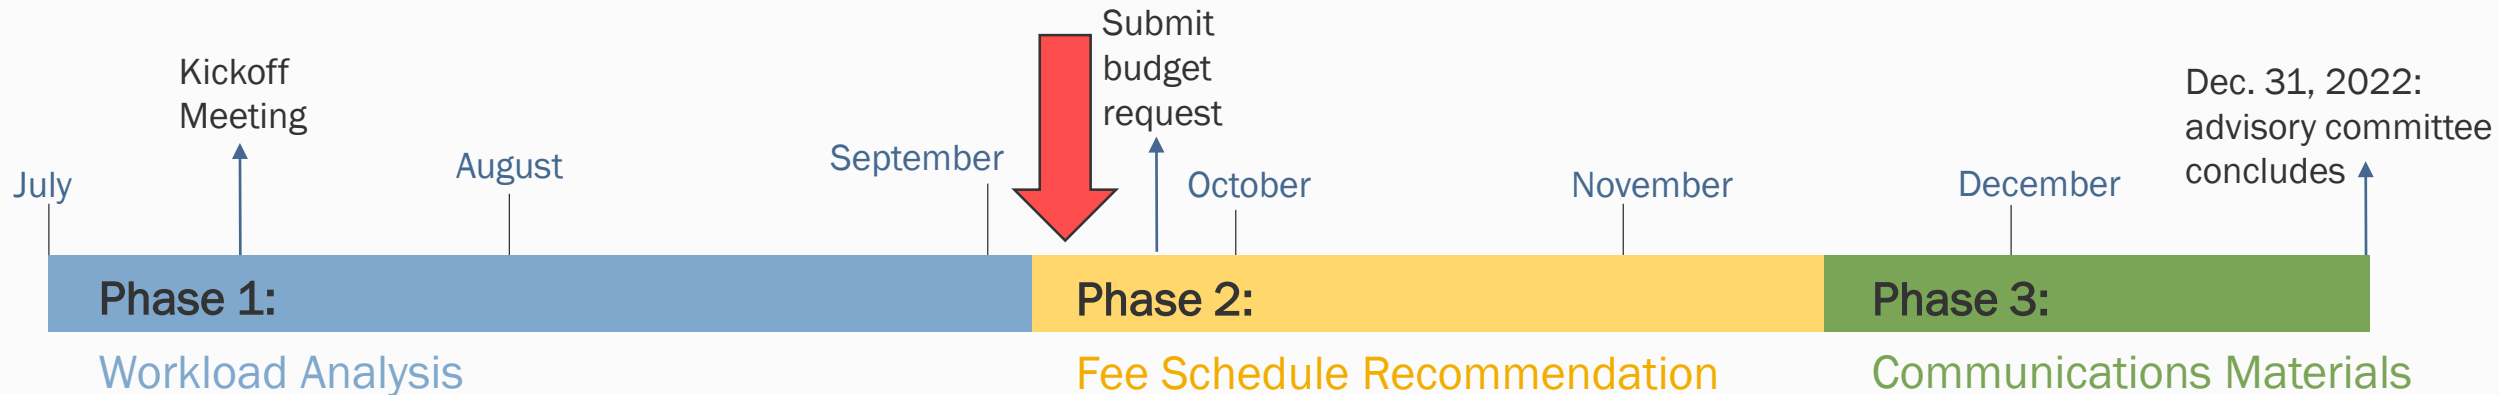 Kickoff
Meeting
Submit
budget
request
Dec. 31, 2022:
advisory committee
concludes
July
August
September
October
November
December
Phase 1:
Phase 2:
Phase 3:
Workload Analysis
Fee Schedule Recommendation
Communications Materials